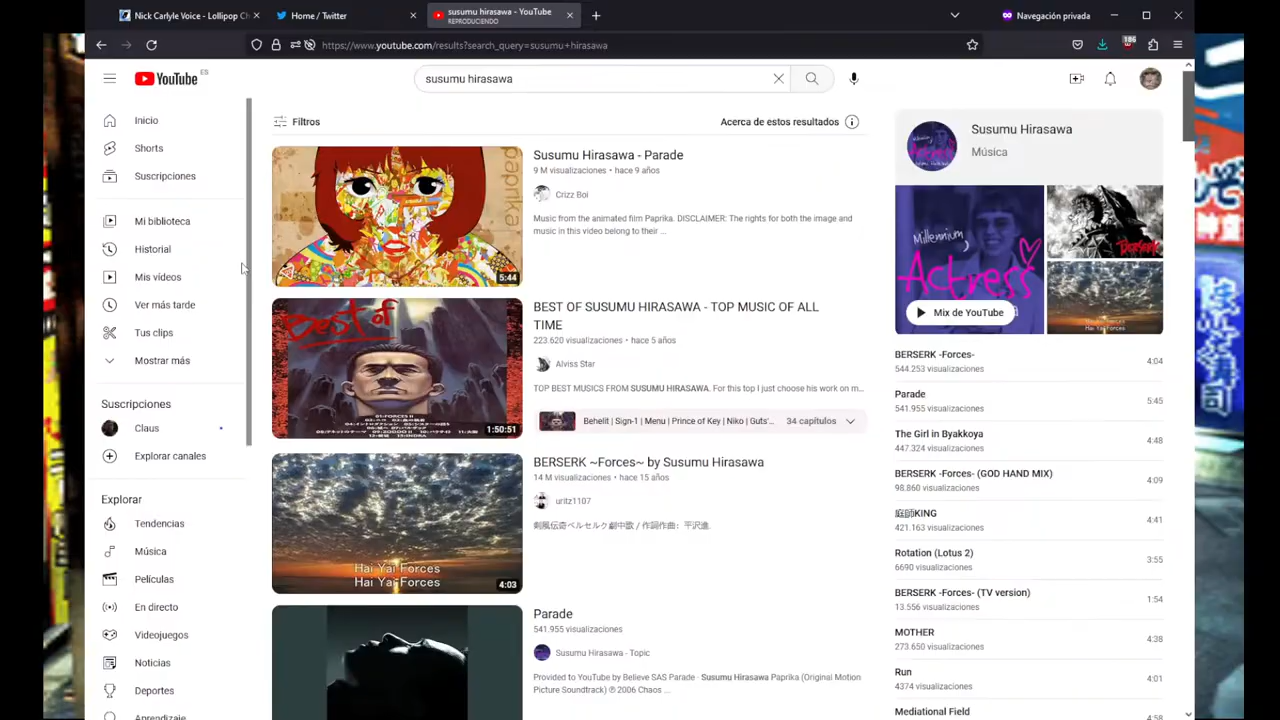 Nick Carlyle Voice - Lollipop Ch
Home / Twitter
susumu hirasawa - YouTube
REPRODUCIENDO
Navegación privada
https://www.youtube.com/results?search_query=susumu+hirasawa
186
YouTube ES
susumu hirasawa
Inicio
Shorts
Suscripciones
Mi biblioteca
Historial
Mis vídeos
Ver más tarde
Tus clips
Mostrar más
Suscripciones
Claus
Explorar canales
Explorar
Tendencias
Música
Películas
En directo
Videojuegos
Noticias
Deportes
Aprendizaje
Filtros
Acerca de estos resultados
paprika
5:44
Susumu Hirasawa - Parade
9 M visualizaciones • hace 9 años
Crizz Boi
Music from the animated film Paprika. DISCLAIMER: The rights for both the image and
music in this video belong to their ...
Best of
1:50:51
BEST OF SUSUMU HIRASAWA - TOP MUSIC OF ALL
TIME
223.620 visualizaciones • hace 5 años
Alviss Star
TOP BEST MUSICS FROM SUSUMU HIRASAWA. For this top I just choose his work on m...
Behelit | Sign-1 | Menu | Prince of Key | Niko | Guts'...
34 capítulos
Hai Yai Forces
Hai Yai Forces
4:03
BERSERK ~Forces~ by Susumu Hirasawa
14 M visualizaciones • hace 15 años
uritz1107
剣風伝奇ベルセルク劇中歌 / 作詞作曲：平沢進.
Parade
541.955 visualizaciones
Susumu Hirasawa - Topic
Provided to YouTube by Believe SAS Parade · Susumu Hirasawa Paprika (Original Motion
Picture Soundtrack) ℗ 2006 Chaos ...
Susumu Hirasawa
Música
Millennium
Actress
BERSERK
Hai Yai Forces
Hai Yai Forces
Mix de YouTube
BERSERK -Forces-
544.253 visualizaciones
4:04
Parade
541.955 visualizaciones
5:45
The Girl in Byakkoya
447.324 visualizaciones
4:48
BERSERK -Forces- (GOD HAND MIX)
98.860 visualizaciones
4:09
庭師KING
421.163 visualizaciones
4:41
Rotation (Lotus 2)
6690 visualizaciones
3:55
BERSERK -Forces- (TV version)
13.556 visualizaciones
1:54
MOTHER
273.650 visualizaciones
4:38
Run
4374 visualizaciones
4:01
Mediational Field
4:58